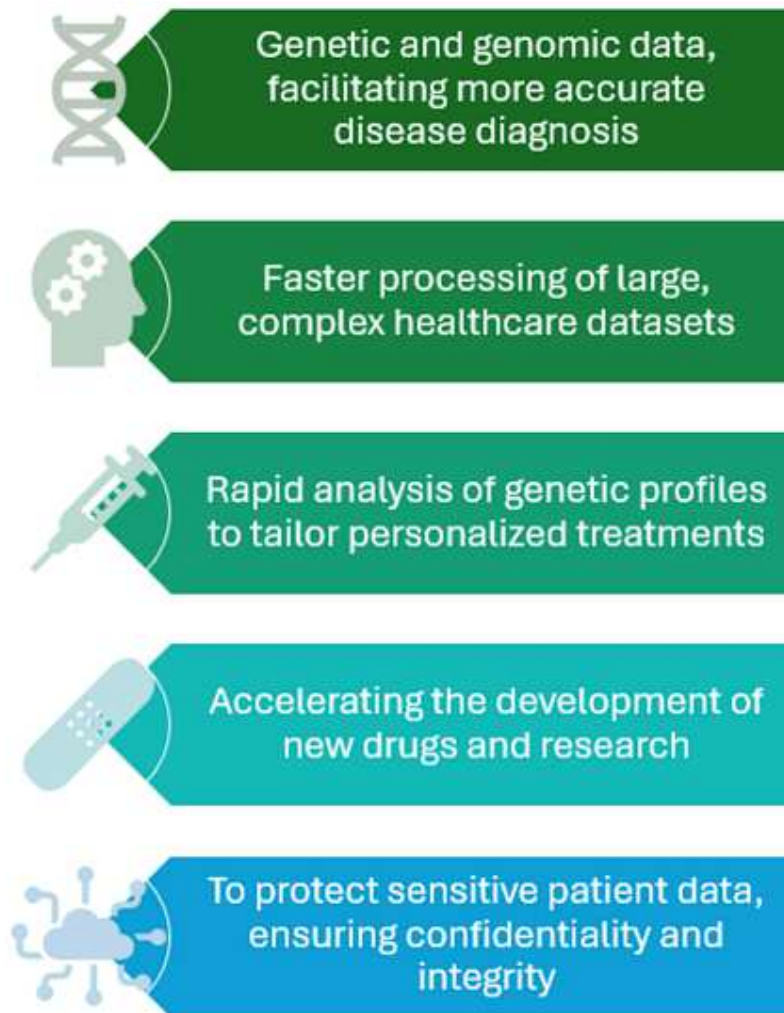 Genetic and genomic data,
facilitating more accurate
disease diagnosis
Faster processing of large,
complex healthcare datasets
Rapid analysis of genetic profiles
to tailor personalized treatments
Accelerating the development of
new drugs and research
To protect sensitive patient data,
ensuring confidentiality and
integrity